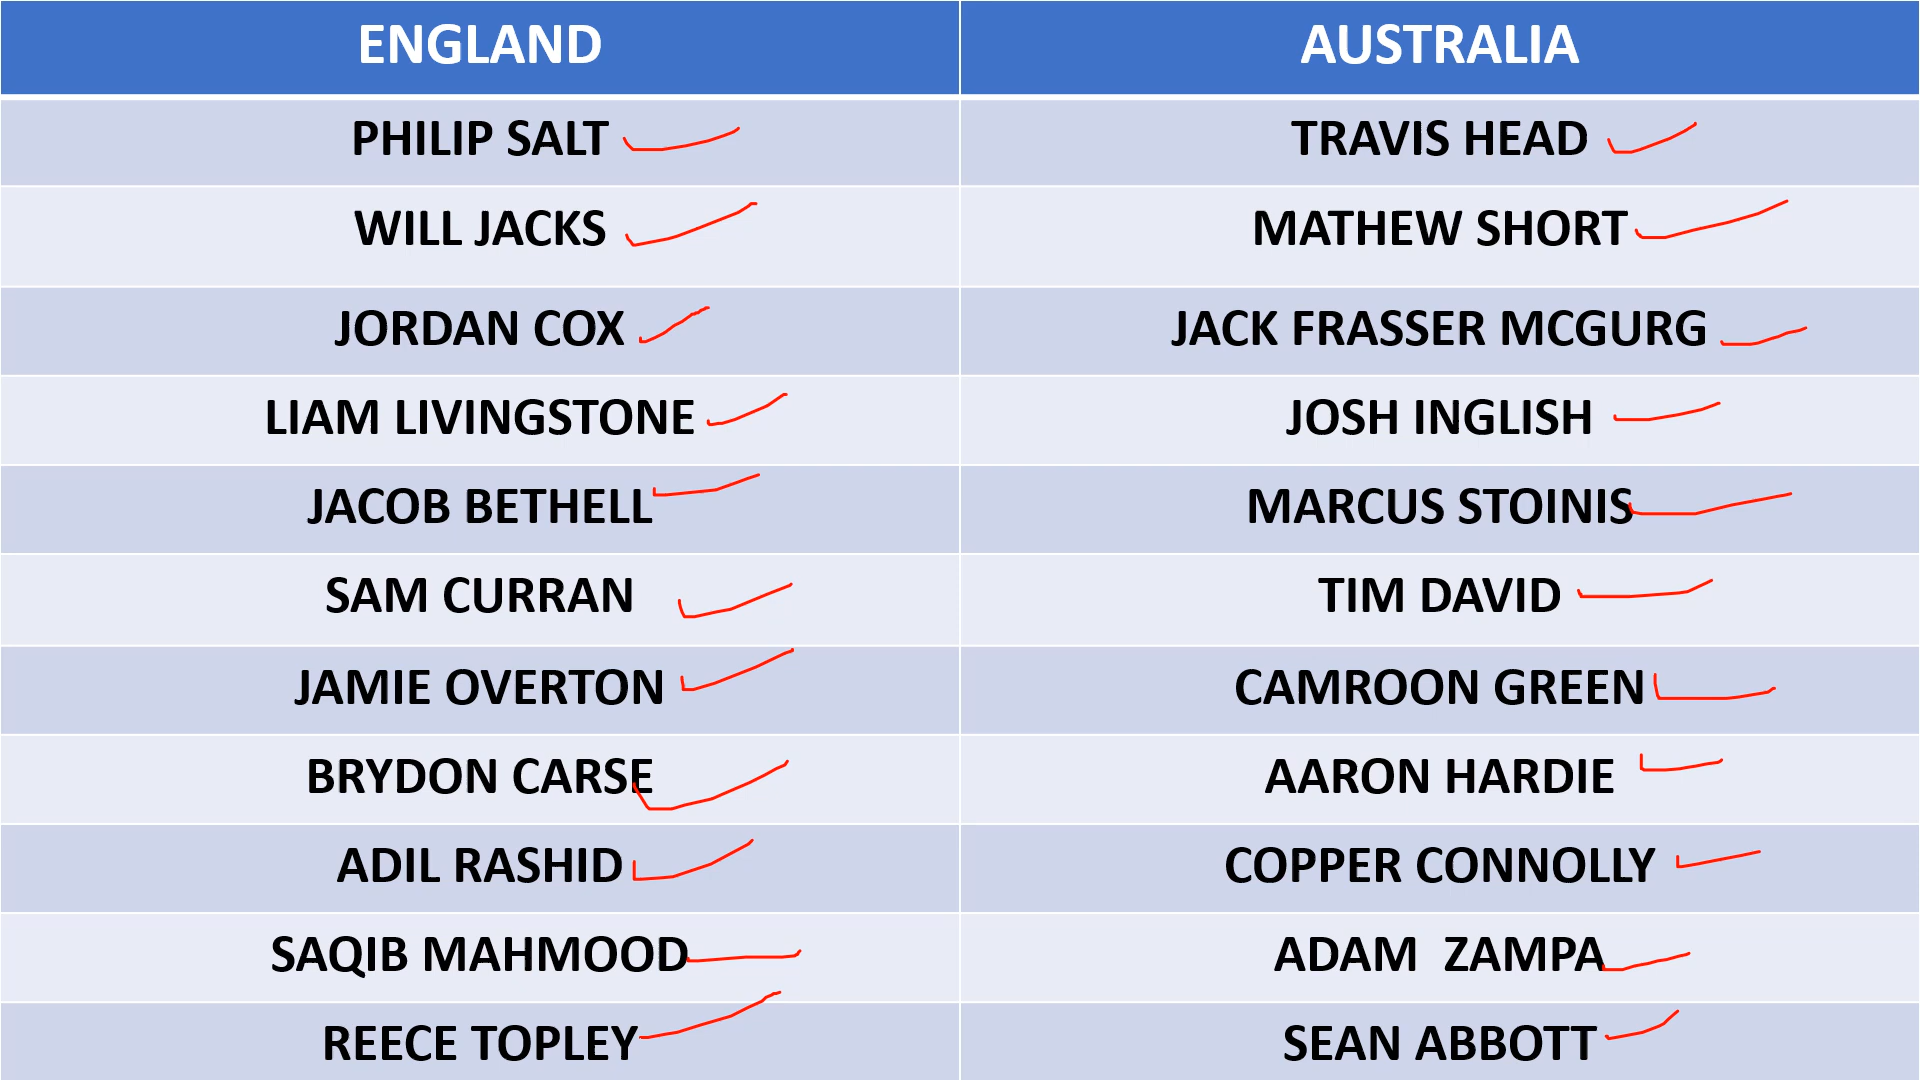 ENGLAND AUSTRALIA
PHILIP SALT TRAVIS HEAD
WILL JACKS MATHEW SHORT
JORDAN COX JACK FRASSER MCGURG
LIAM LIVINGSTONE JOSH INGLISH
JACOB BETHELL MARCUS STOINIS
SAM CURRAN TIM DAVID
JAMIE OVERTON CAMROON GREEN
BRYDON CARSE AARON HARDIE
ADIL RASHID COPPER CONNOLLY
SAQIB MAHMOOD ADAM  ZAMPA
REECE TOPLEY SEAN ABBOTT